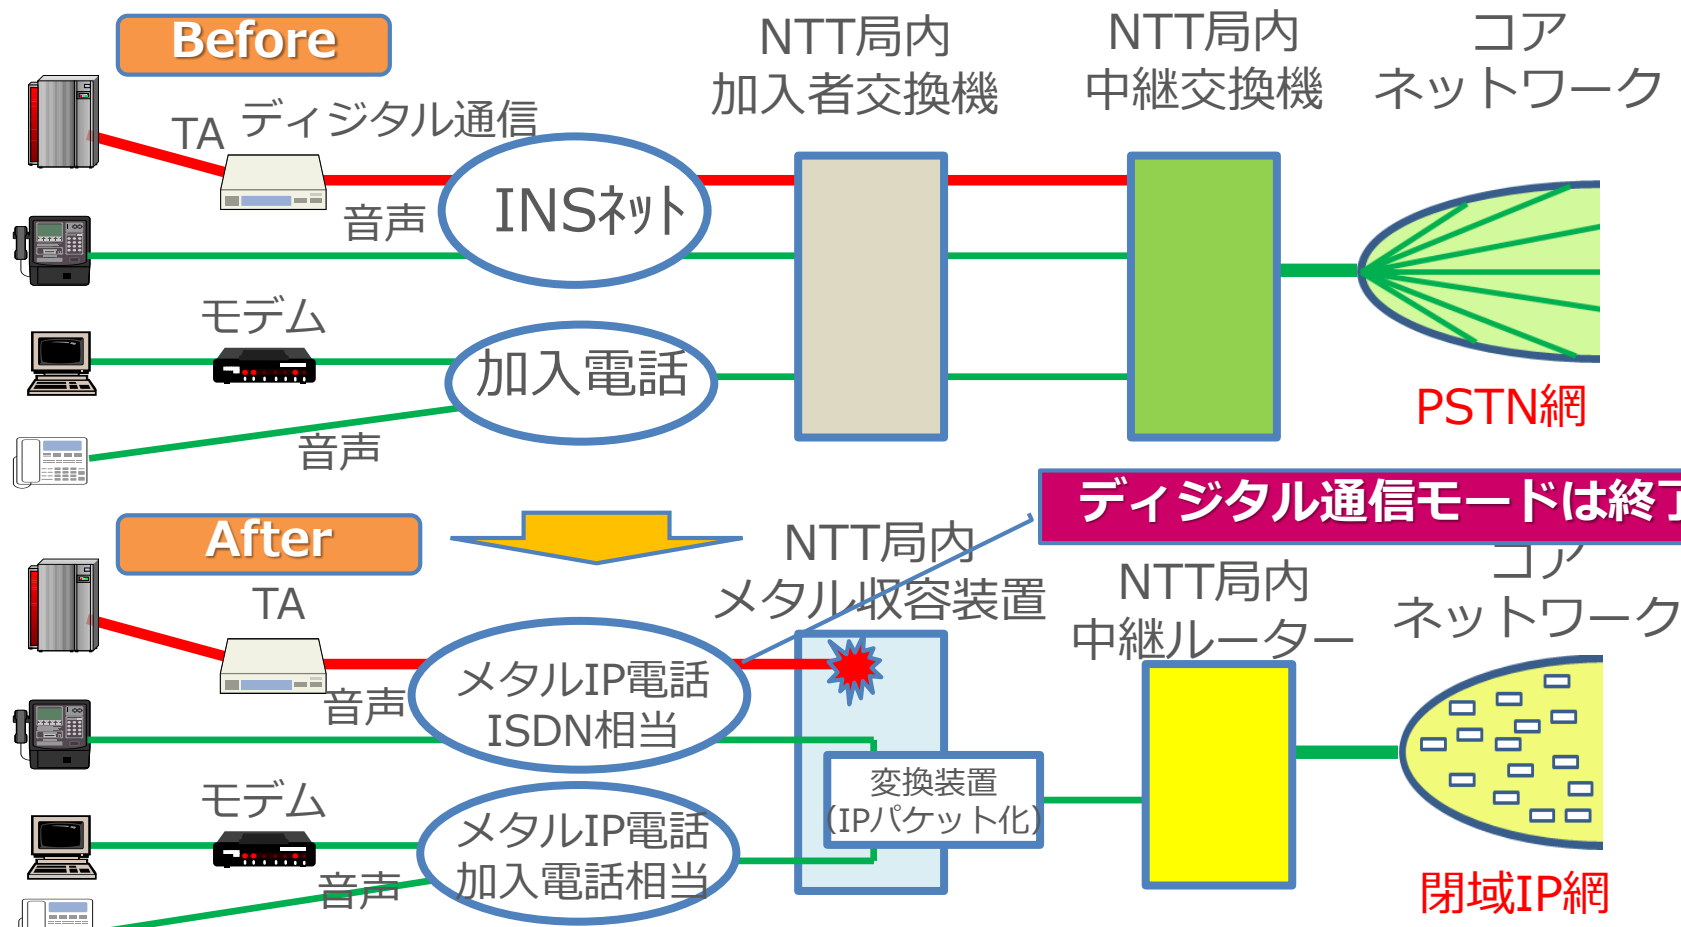 Before
NTT局内
加入者交換機
NTT局内
中継交換機
コア
ネットワーク
TA
ディジタル通信
INSﾈｯﾄ
音声
モデム
加入電話
音声
PSTN網
ディジタル通信モードは終了
After
NTT局内
メタル収容装置
NTT局内
中継ルーター
コア
ネットワーク
TA
メタルIP電話
ISDN相当
音声
変換装置
(IPパケット化)
モデム
メタルIP電話
加入電話相当
音声
閉域IP網